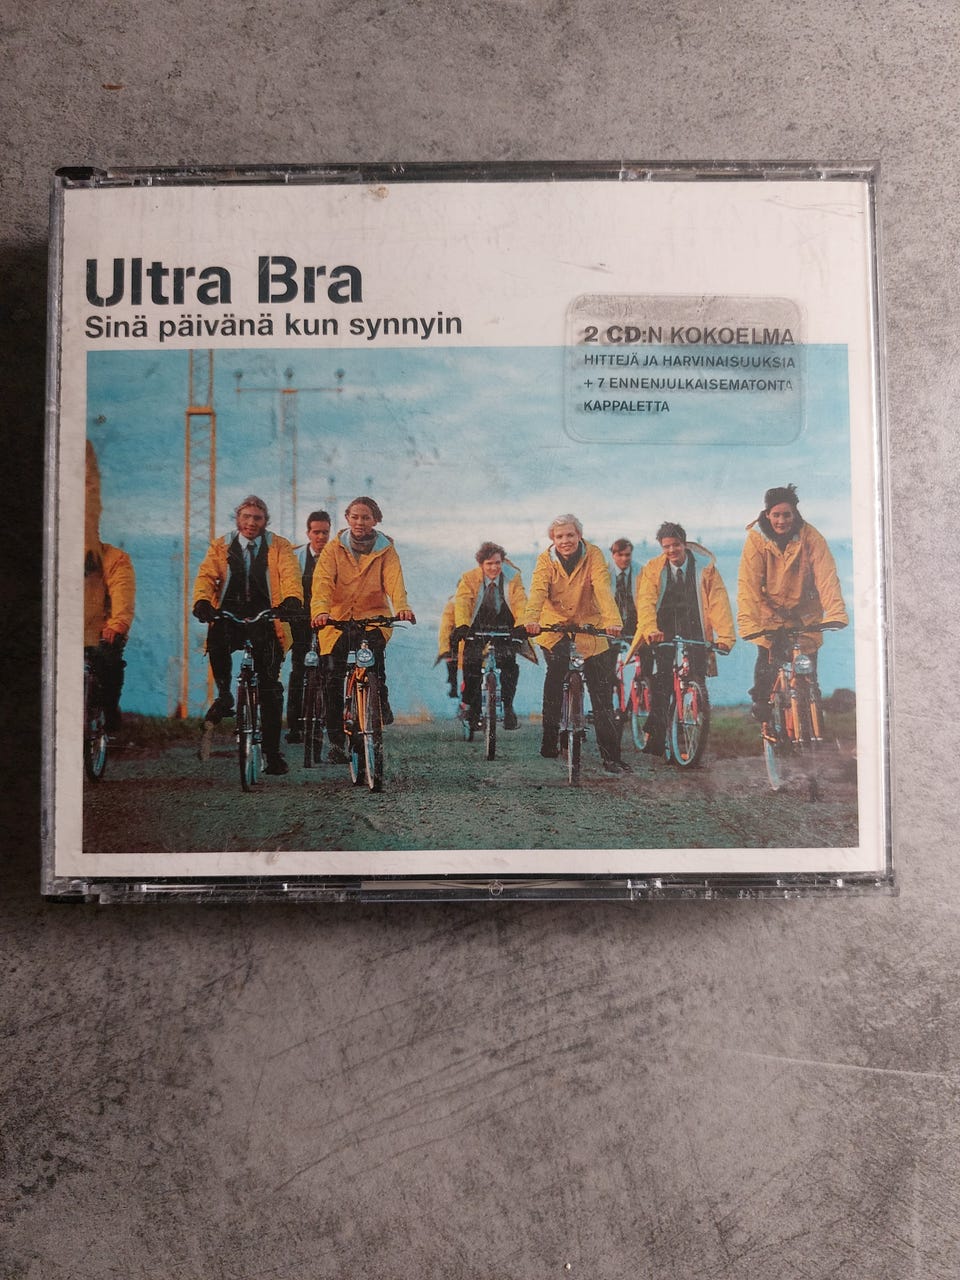 Ultra Bra
Sinä päivänä kun synnyin
2 CD:N KOKOELMA
HITTEJÄ JA HARVINAISUUKSIA
+ 7 ENNENJULKAISEMATONTA
KAPPALETTA